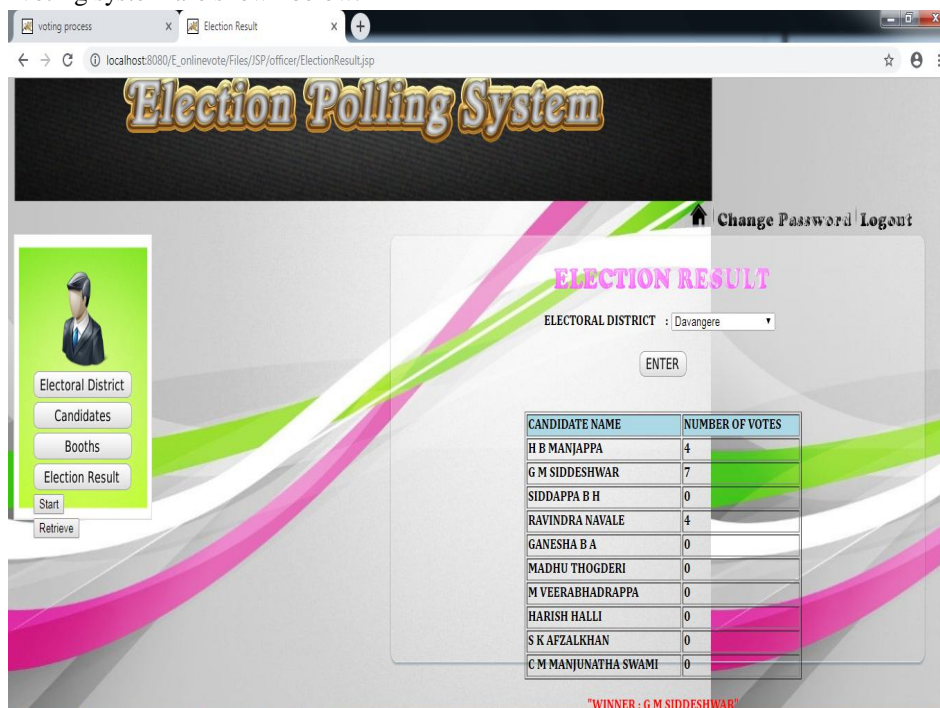 voting process
Election Result
localhost:8080/E_onlinevote/Files/JSP/officer/ElectionResult.jsp
Election Polling System
Change Password Logout
Electoral District
Candidates
Booths
Election Result
Start
Retrieve
ELECTION RESULT
ELECTORAL DISTRICT : Davangere
ENTER
CANDIDATE NAME NUMBER OF VOTES
H B MANJAPPA 4
G M SIDDESHWAR 7
SIDDAPPA B H 0
RAVINDRA NAVALE 4
GANESHA B A 0
MADHU THOGDERI 0
M VEERABHADRAPPA 0
HARISH HALLI 0
S K AFZALKHAN 0
C M MANJUNATHA SWAMI 0
"WINNER : G M SIDDESHWAR"